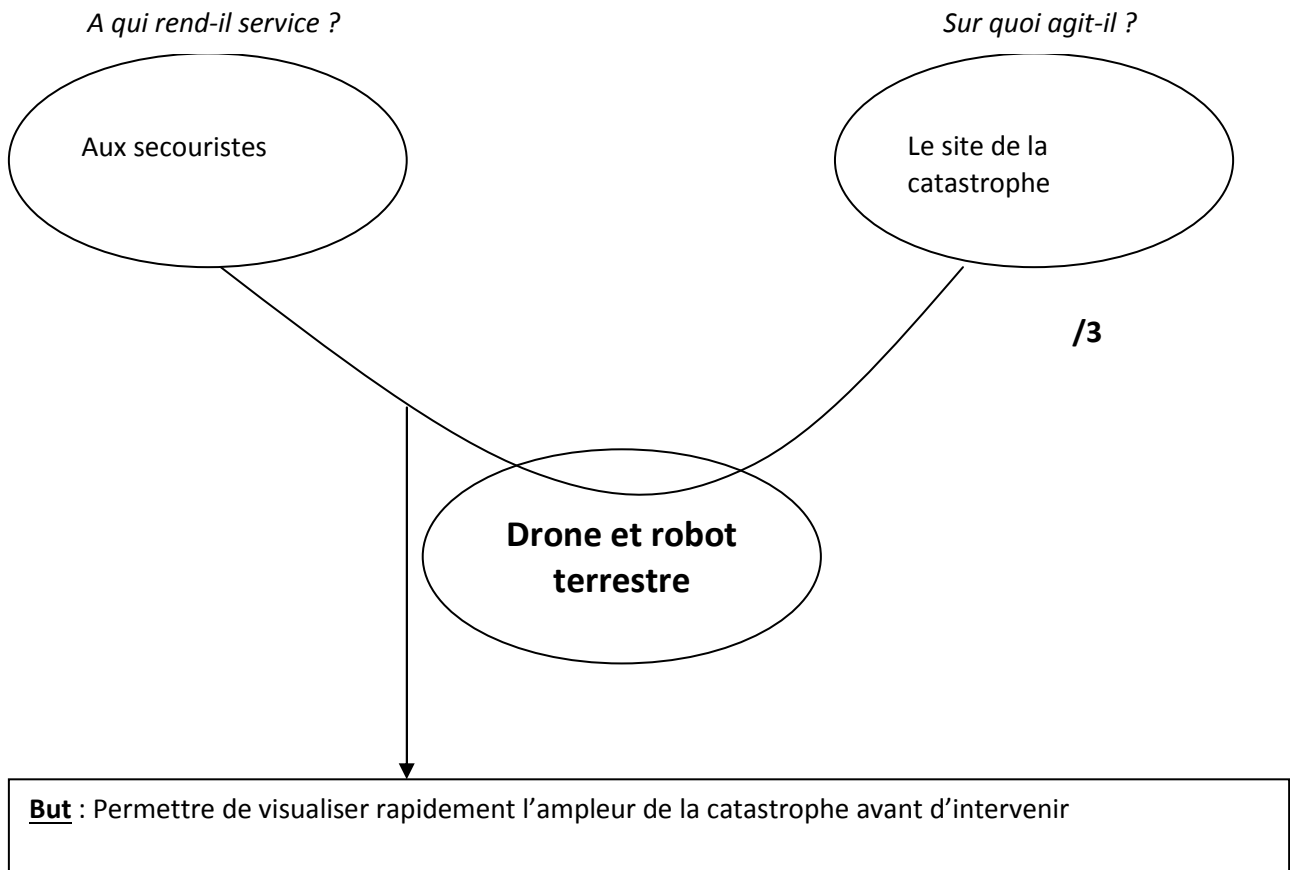 A qui rend-il service ?
Sur quoi agit-il ?
Aux secouristes
Le site de la
catastrophe
/3
Drone et robot
terrestre
But : Permettre de visualiser rapidement l’ampleur de la catastrophe avant d’intervenir